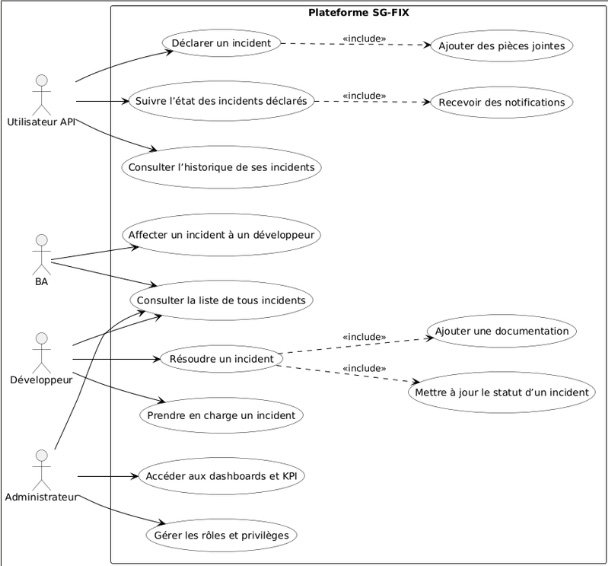 Plateforme SG-FIX
Déclarer un incident
«include»
Ajouter des pièces jointes
Utilisateur API
Suivre l'état des incidents déclarés
«include»
Recevoir des notifications
Consulter l'historique de ses incidents
BA
Affecter un incident à un développeur
Consulter la liste de tous incidents
Développeur
Résoudre un incident
«include»
Ajouter une documentation
«include»
Mettre à jour le statut d'un incident
Prendre en charge un incident
Administrateur
Accéder aux dashboards et KPI
Gérer les rôles et privilèges